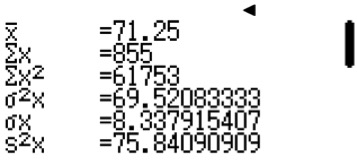 x̄ =71.25
Σx =855
Σx² =61753
σ²x =69.52083333
σx =8.337915407
s²x =75.84090909